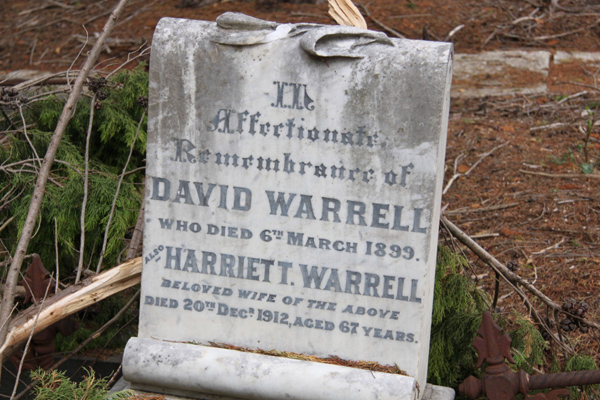 In
Affectionate
Remembrance of
DAVID WARRELL
WHO DIED 6TH MARCH 1899.
ALSO HARRIET T. WARRELL
BELOVED WIFE OF THE ABOVE
DIED 20TH DECR. 1912, AGED 67 YEARS.